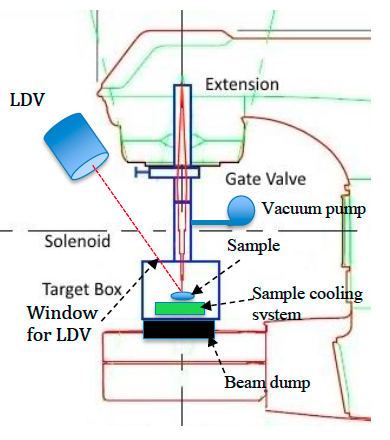 Extension
LDV
Gate Valve
Vacuum pump
Solenoid
Sample
Target Box
Sample cooling
system
Window
for LDV
Beam dump